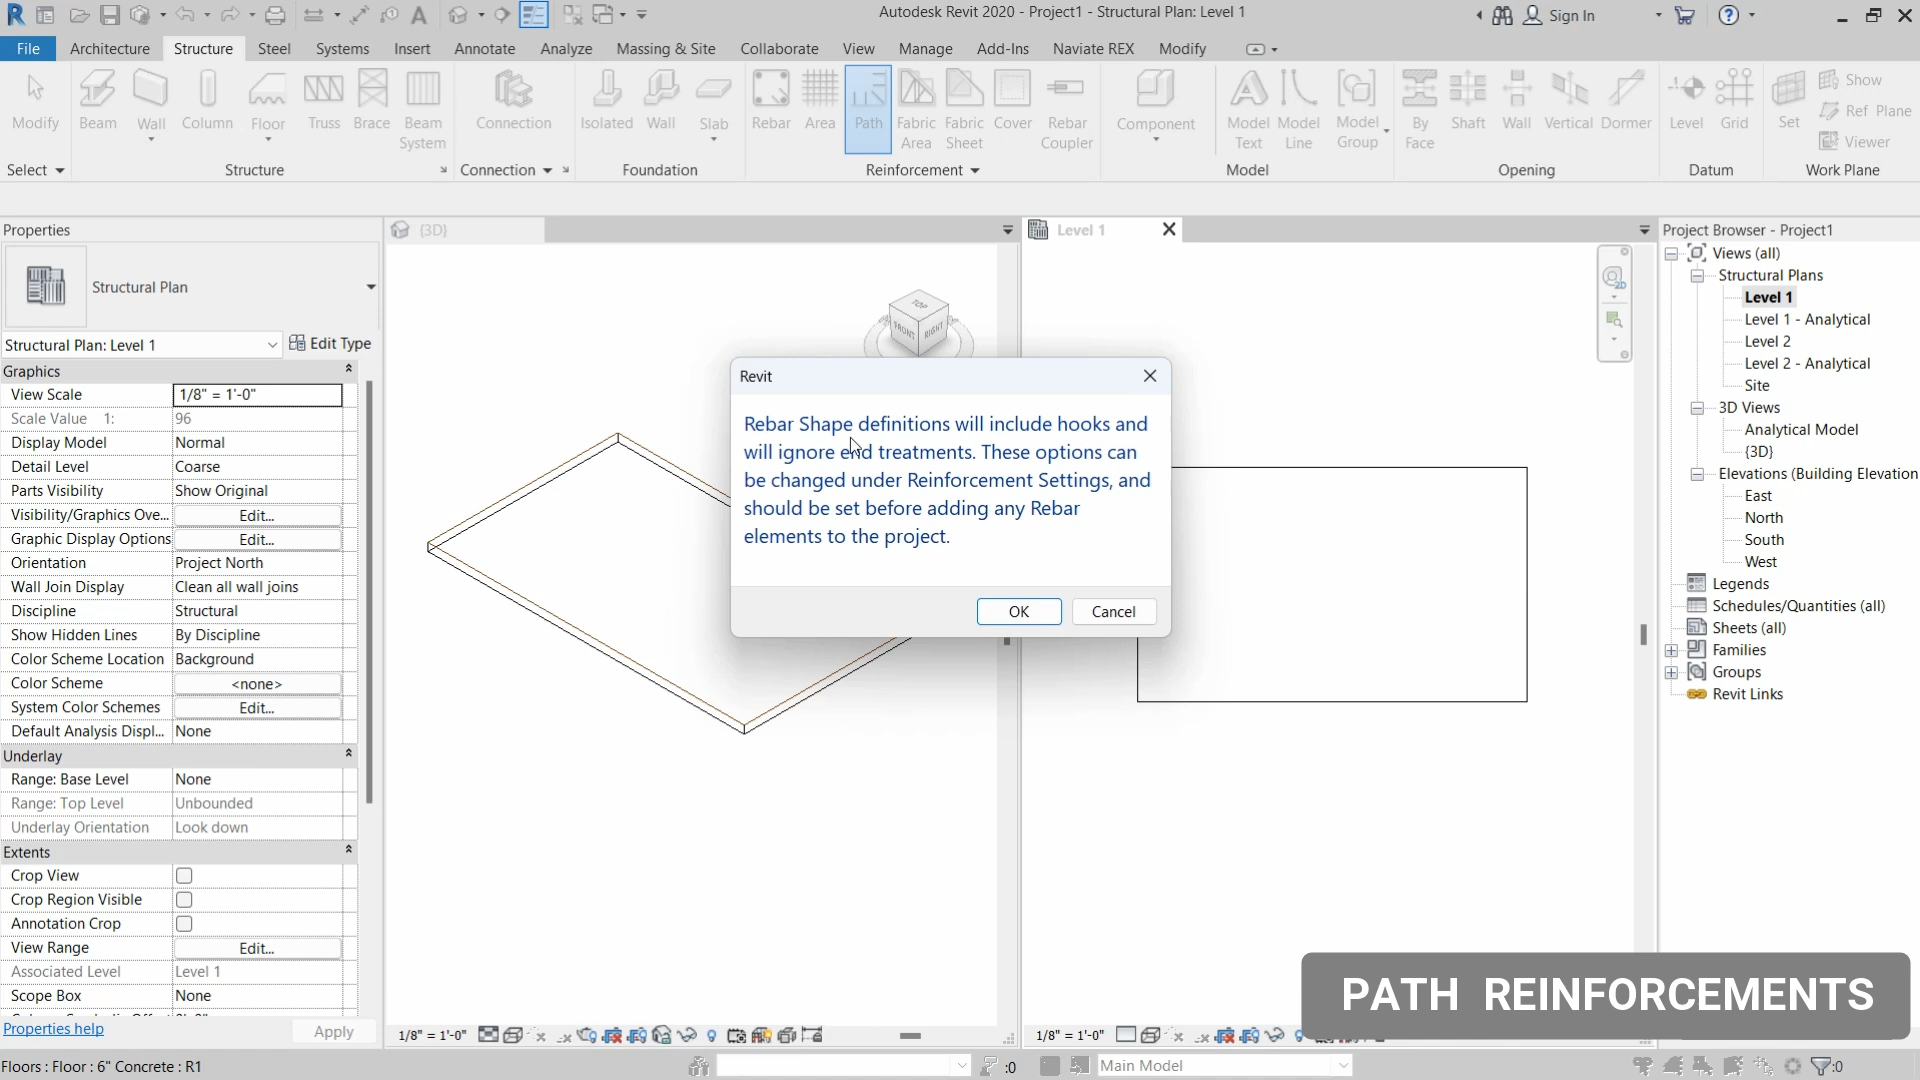 Autodesk Revit 2020 - Project1 - Structural Plan: Level 1
Sign In
File Architecture Structure Steel Systems Insert Annotate Analyze Massing & Site Collaborate View Manage Add-Ins Naviate REX Modify
Modify Beam Wall Column Floor Truss Brace Beam System Connection Isolated Wall Slab Rebar Area Path Fabric Area Fabric Sheet Cover Rebar Coupler Component Model Text Model Line Model Group By Face Shaft Wall Vertical Dormer Level Grid Set Show Ref Plane Viewer
Select Structure Connection Foundation Reinforcement Model Opening Datum Work Plane
Properties
Structural Plan
Structural Plan: Level 1 Edit Type
Graphics
View Scale 1/8" = 1'-0"
Scale Value 1: 96
Display Model Normal
Detail Level Coarse
Parts Visibility Show Original
Visibility/Graphics Ove... Edit...
Graphic Display Options Edit...
Orientation Project North
Wall Join Display Clean all wall joins
Discipline Structural
Show Hidden Lines By Discipline
Color Scheme Location Background
Color Scheme <none>
System Color Schemes Edit...
Default Analysis Displ... None
Underlay
Range: Base Level None
Range: Top Level Unbounded
Underlay Orientation Look down
Extents
Crop View
Crop Region Visible
Annotation Crop
View Range Edit...
Associated Level Level 1
Scope Box None
Properties help Apply
{3D}
TOP
FRONT RIGHT
Level 1
2D
Revit
Rebar Shape definitions will include hooks and
will ignore end treatments. These options can
be changed under Reinforcement Settings, and
should be set before adding any Rebar
elements to the project.
OK Cancel
Project Browser - Project1
Views (all)
Structural Plans
Level 1
Level 1 - Analytical
Level 2
Level 2 - Analytical
Site
3D Views
Analytical Model
{3D}
Elevations (Building Elevation
East
North
South
West
Legends
Schedules/Quantities (all)
Sheets (all)
Families
Groups
Revit Links
PATH REINFORCEMENTS
1/8" = 1'-0"
1/8" = 1'-0"
Floors : Floor : 6" Concrete : R1
:0
Main Model
:0